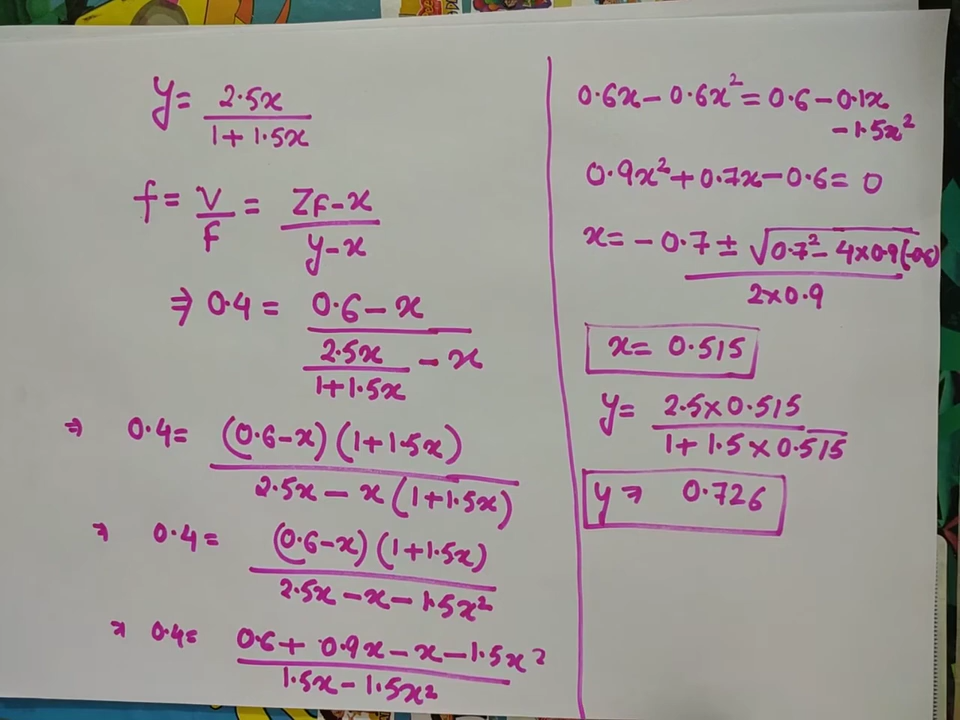 y = 2.5x / 1 + 1.5x
f = V/F = ZF - x / y - x
⇒ 0.4 = 0.6 - x / (2.5x / 1 + 1.5x) - x
⇒ 0.4 = (0.6 - x) (1 + 1.5x) / 2.5x - x (1 + 1.5x)
⇒ 0.4 = (0.6 - x) (1 + 1.5x) / 2.5x - x - 1.5x²
⇒ 0.4 = 0.6 + 0.9x - x - 1.5x² / 1.5x - 1.5x²
0.6x - 0.6x² = 0.6 - 0.1x
- 1.5x²
0.9x² + 0.7x - 0.6 = 0
x = - 0.7 ± √0.7² - 4×0.9(-0.6) / 2×0.9
x = 0.515
y = 2.5×0.515 / 1 + 1.5×0.515
y ⇒ 0.726